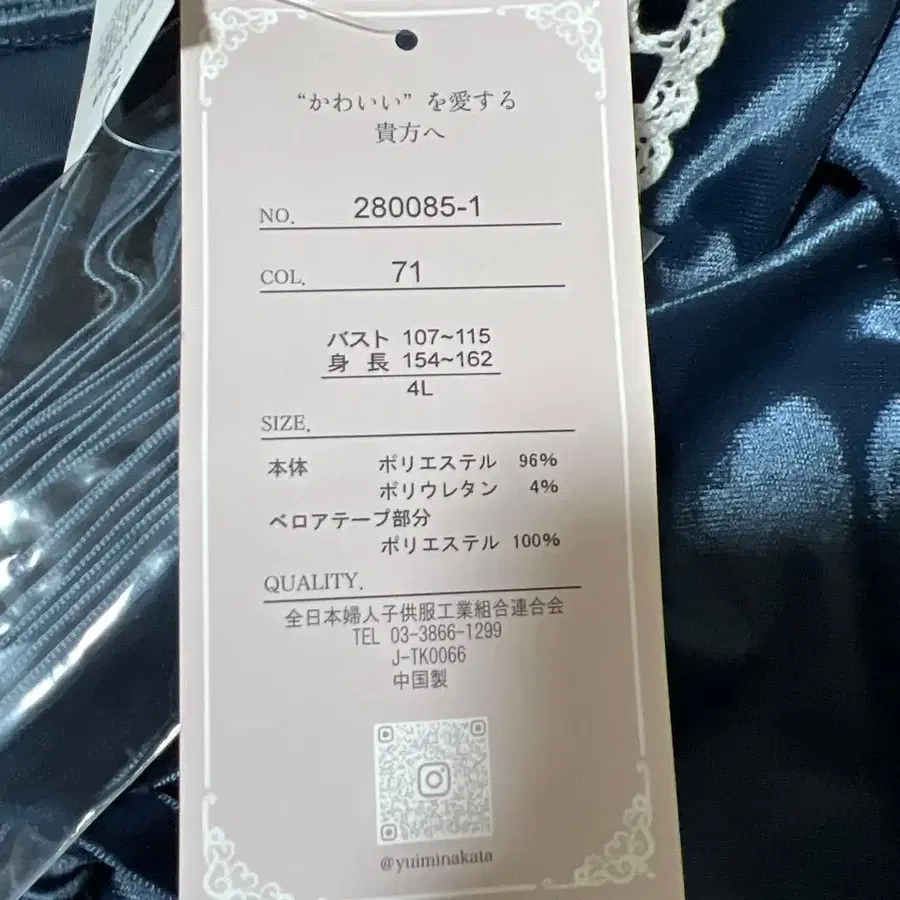 “かわいい” を愛する
貴方へ
NO. 280085-1
COL. 71
バスト 107~115
身 長 154~162
4L
SIZE.
本体 ポリエステル 96%
ポリウレタン 4%
ベロアテープ部分
ポリエステル 100%
QUALITY.
全日本婦人子供服工業組合連合会
TEL 03-3866-1299
J-TK0066
中国製
@yuiminakata